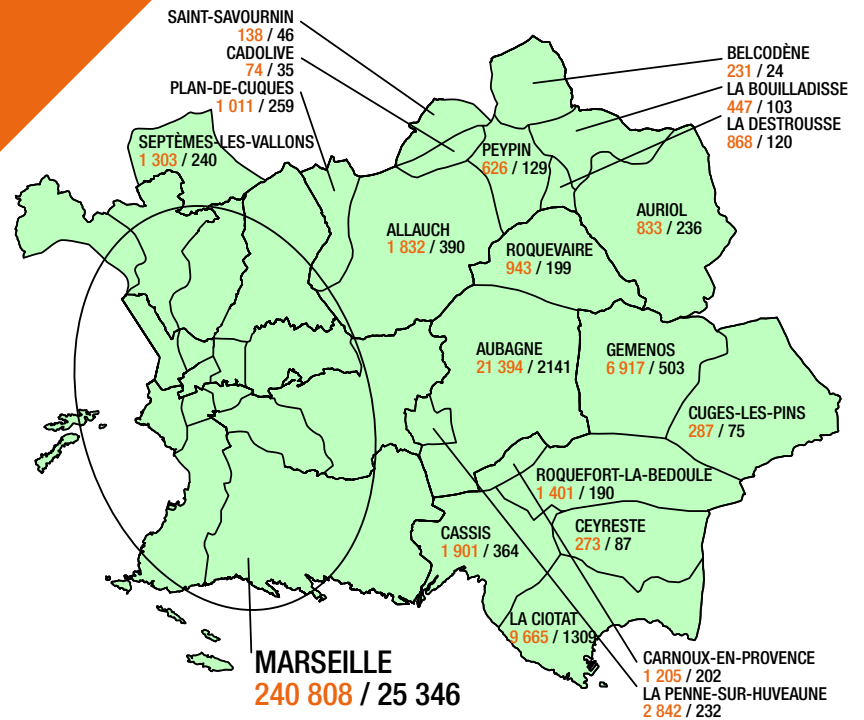 SAINT-SAVOURNIN
138 / 46
CADOLIVE
74 / 35
PLAN-DE-CUQUES
1 011 / 259
SEPTÈMES-LES-VALLONS
1 303 / 240
BELCODÈNE
231 / 24
LA BOUILLADISSE
447 / 103
LA DESTROUSSE
868 / 120
PEYPIN
626 / 129
ALLAUCH
1 832 / 390
ROQUEVAIRE
943 / 199
AURIOL
833 / 236
AUBAGNE
21 394 / 2141
GEMENOS
6 917 / 503
CUGES-LES-PINS
287 / 75
ROQUEFORT-LA-BEDOULE
1 401 / 190
CASSIS
1 901 / 364
CEYRESTE
273 / 87
LA CIOTAT
9 665 / 1309
MARSEILLE
240 808 / 25 346
CARNOUX-EN-PROVENCE
1 205 / 202
LA PENNE-SUR-HUVEAUNE
2 842 / 232